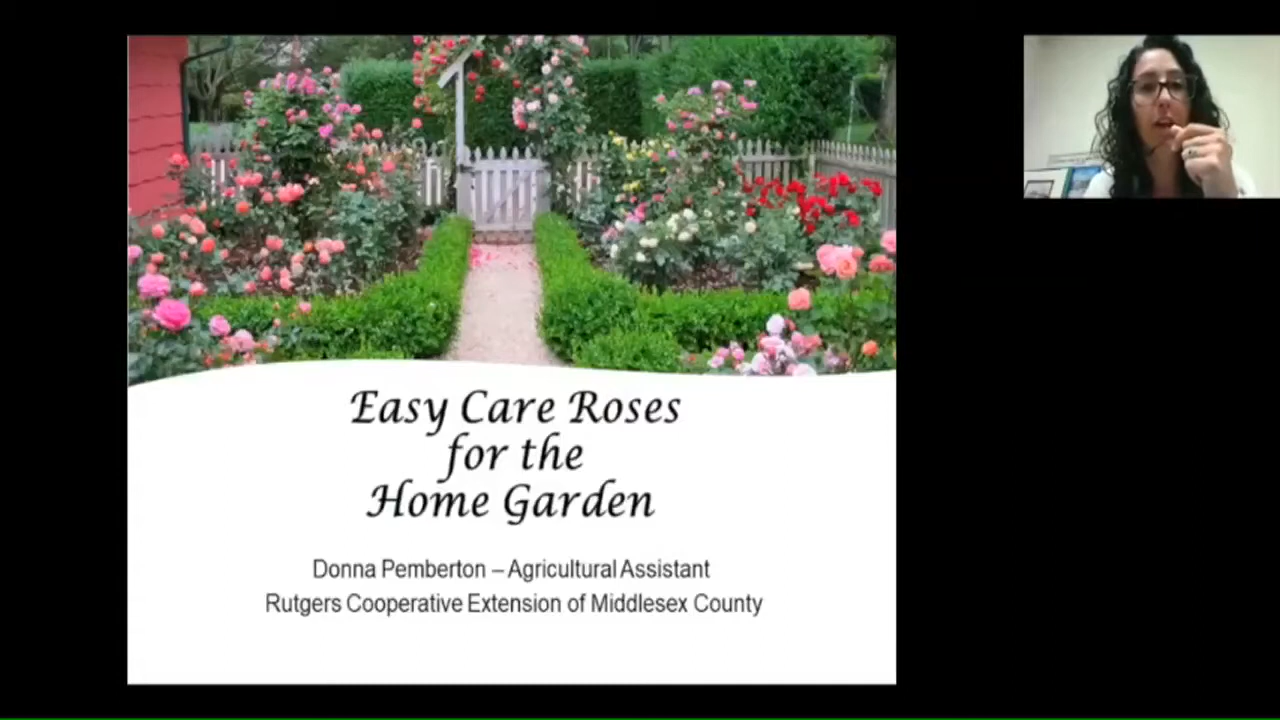 Easy Care Roses
for the
Home Garden
Donna Pemberton – Agricultural Assistant
Rutgers Cooperative Extension of Middlesex County